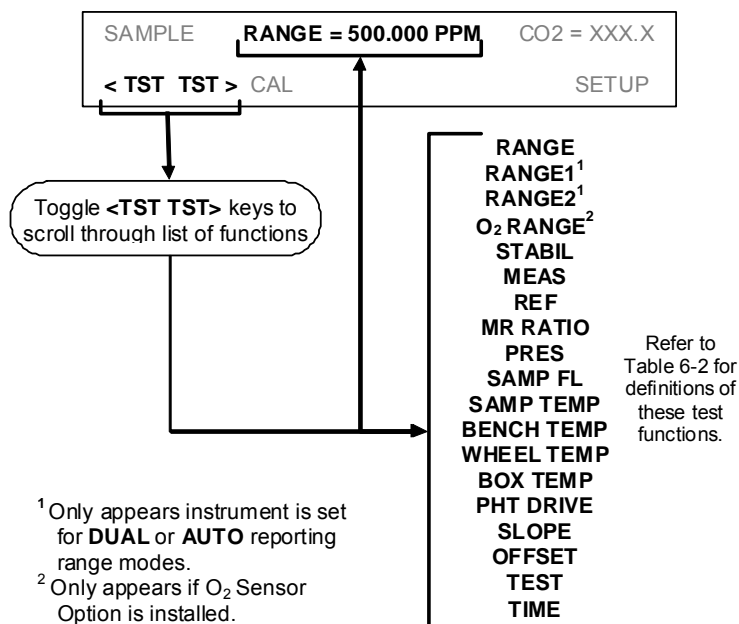 SAMPLE RANGE = 500.000 PPM CO2 = XXX.X
< TST TST > CAL SETUP
Toggle <TST TST> keys to
scroll through list of functions
RANGE
RANGE1¹
RANGE2¹
O₂ RANGE²
STABIL
MEAS
REF
MR RATIO
PRES
SAMP FL
SAMP TEMP
BENCH TEMP
WHEEL TEMP
BOX TEMP
PHT DRIVE
SLOPE
OFFSET
TEST
TIME
Refer to
Table 6-2 for
definitions of
these test
functions.
¹ Only appears instrument is set
for DUAL or AUTO reporting
range modes.
² Only appears if O₂ Sensor
Option is installed.